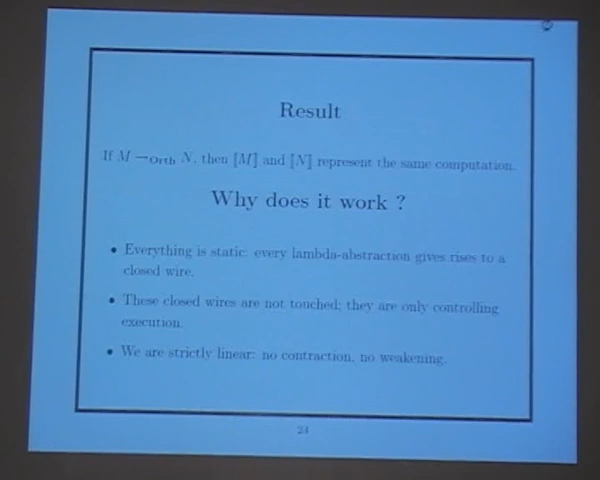 Result
If M →Orth N, then ⟦M⟧ and ⟦N⟧ represent the same computation.
Why does it work ?
• Everything is static: every lambda-abstraction gives rises to a
closed wire.
• These closed wires are not touched; they are only controlling
execution.
• We are strictly linear: no contraction, no weakening.
24